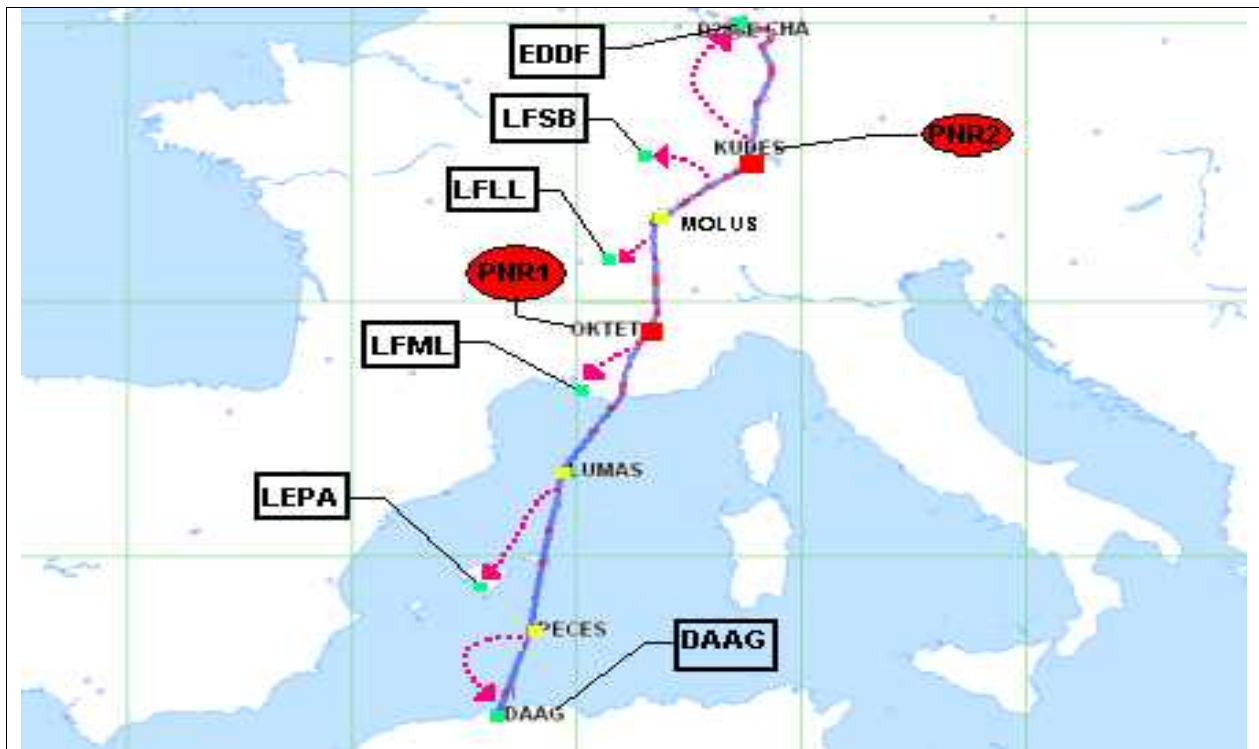 EDDF
LFSB
KUDES
PNR2
LFLL
MOLUS
PNR1
OKTET
LFML
LUMAS
LEPA
PECES
DAAG
DAAG